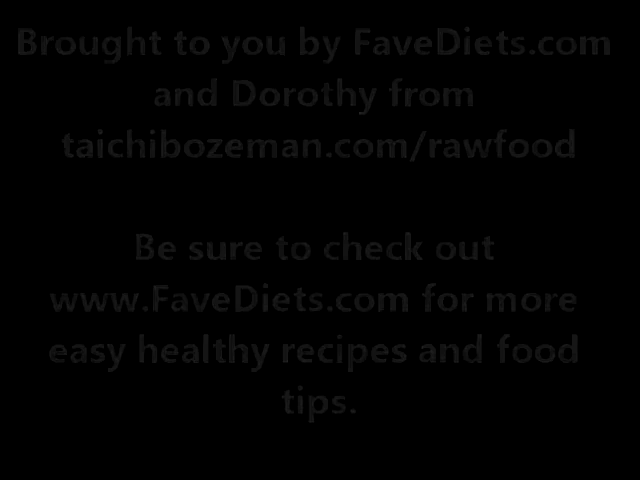 Brought to you by FaveDiets.com
and Dorothy from
taichibozeman.com/rawfood
Be sure to check out
www.FaveDiets.com for more
easy healthy recipes and food
tips.